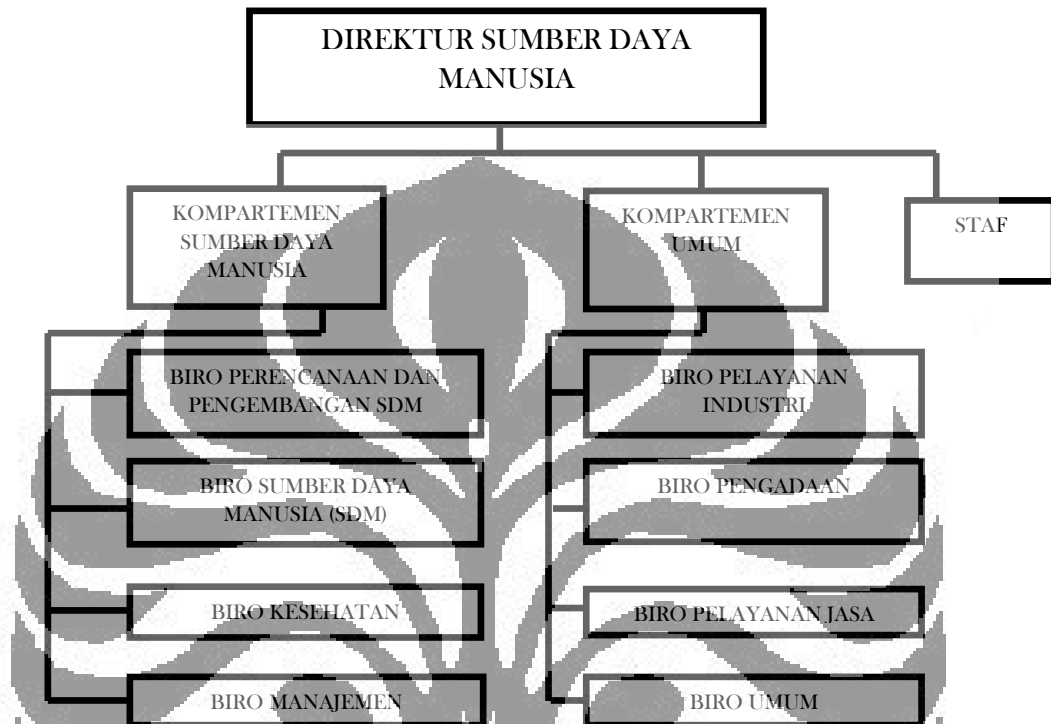 DIREKTUR SUMBER DAYA
MANUSIA
KOMPARTEMEN
SUMBER DAYA
MANUSIA
KOMPARTEMEN
UMUM
STAF
BIRO PERENCANAAN DAN
PENGEMBANGAN SDM
BIRO PELAYANAN
INDUSTRI
BIRO SUMBER DAYA
MANUSIA (SDM)
BIRO PENGADAAN
BIRO KESEHATAN
BIRO PELAYANAN JASA
BIRO MANAJEMEN
BIRO UMUM